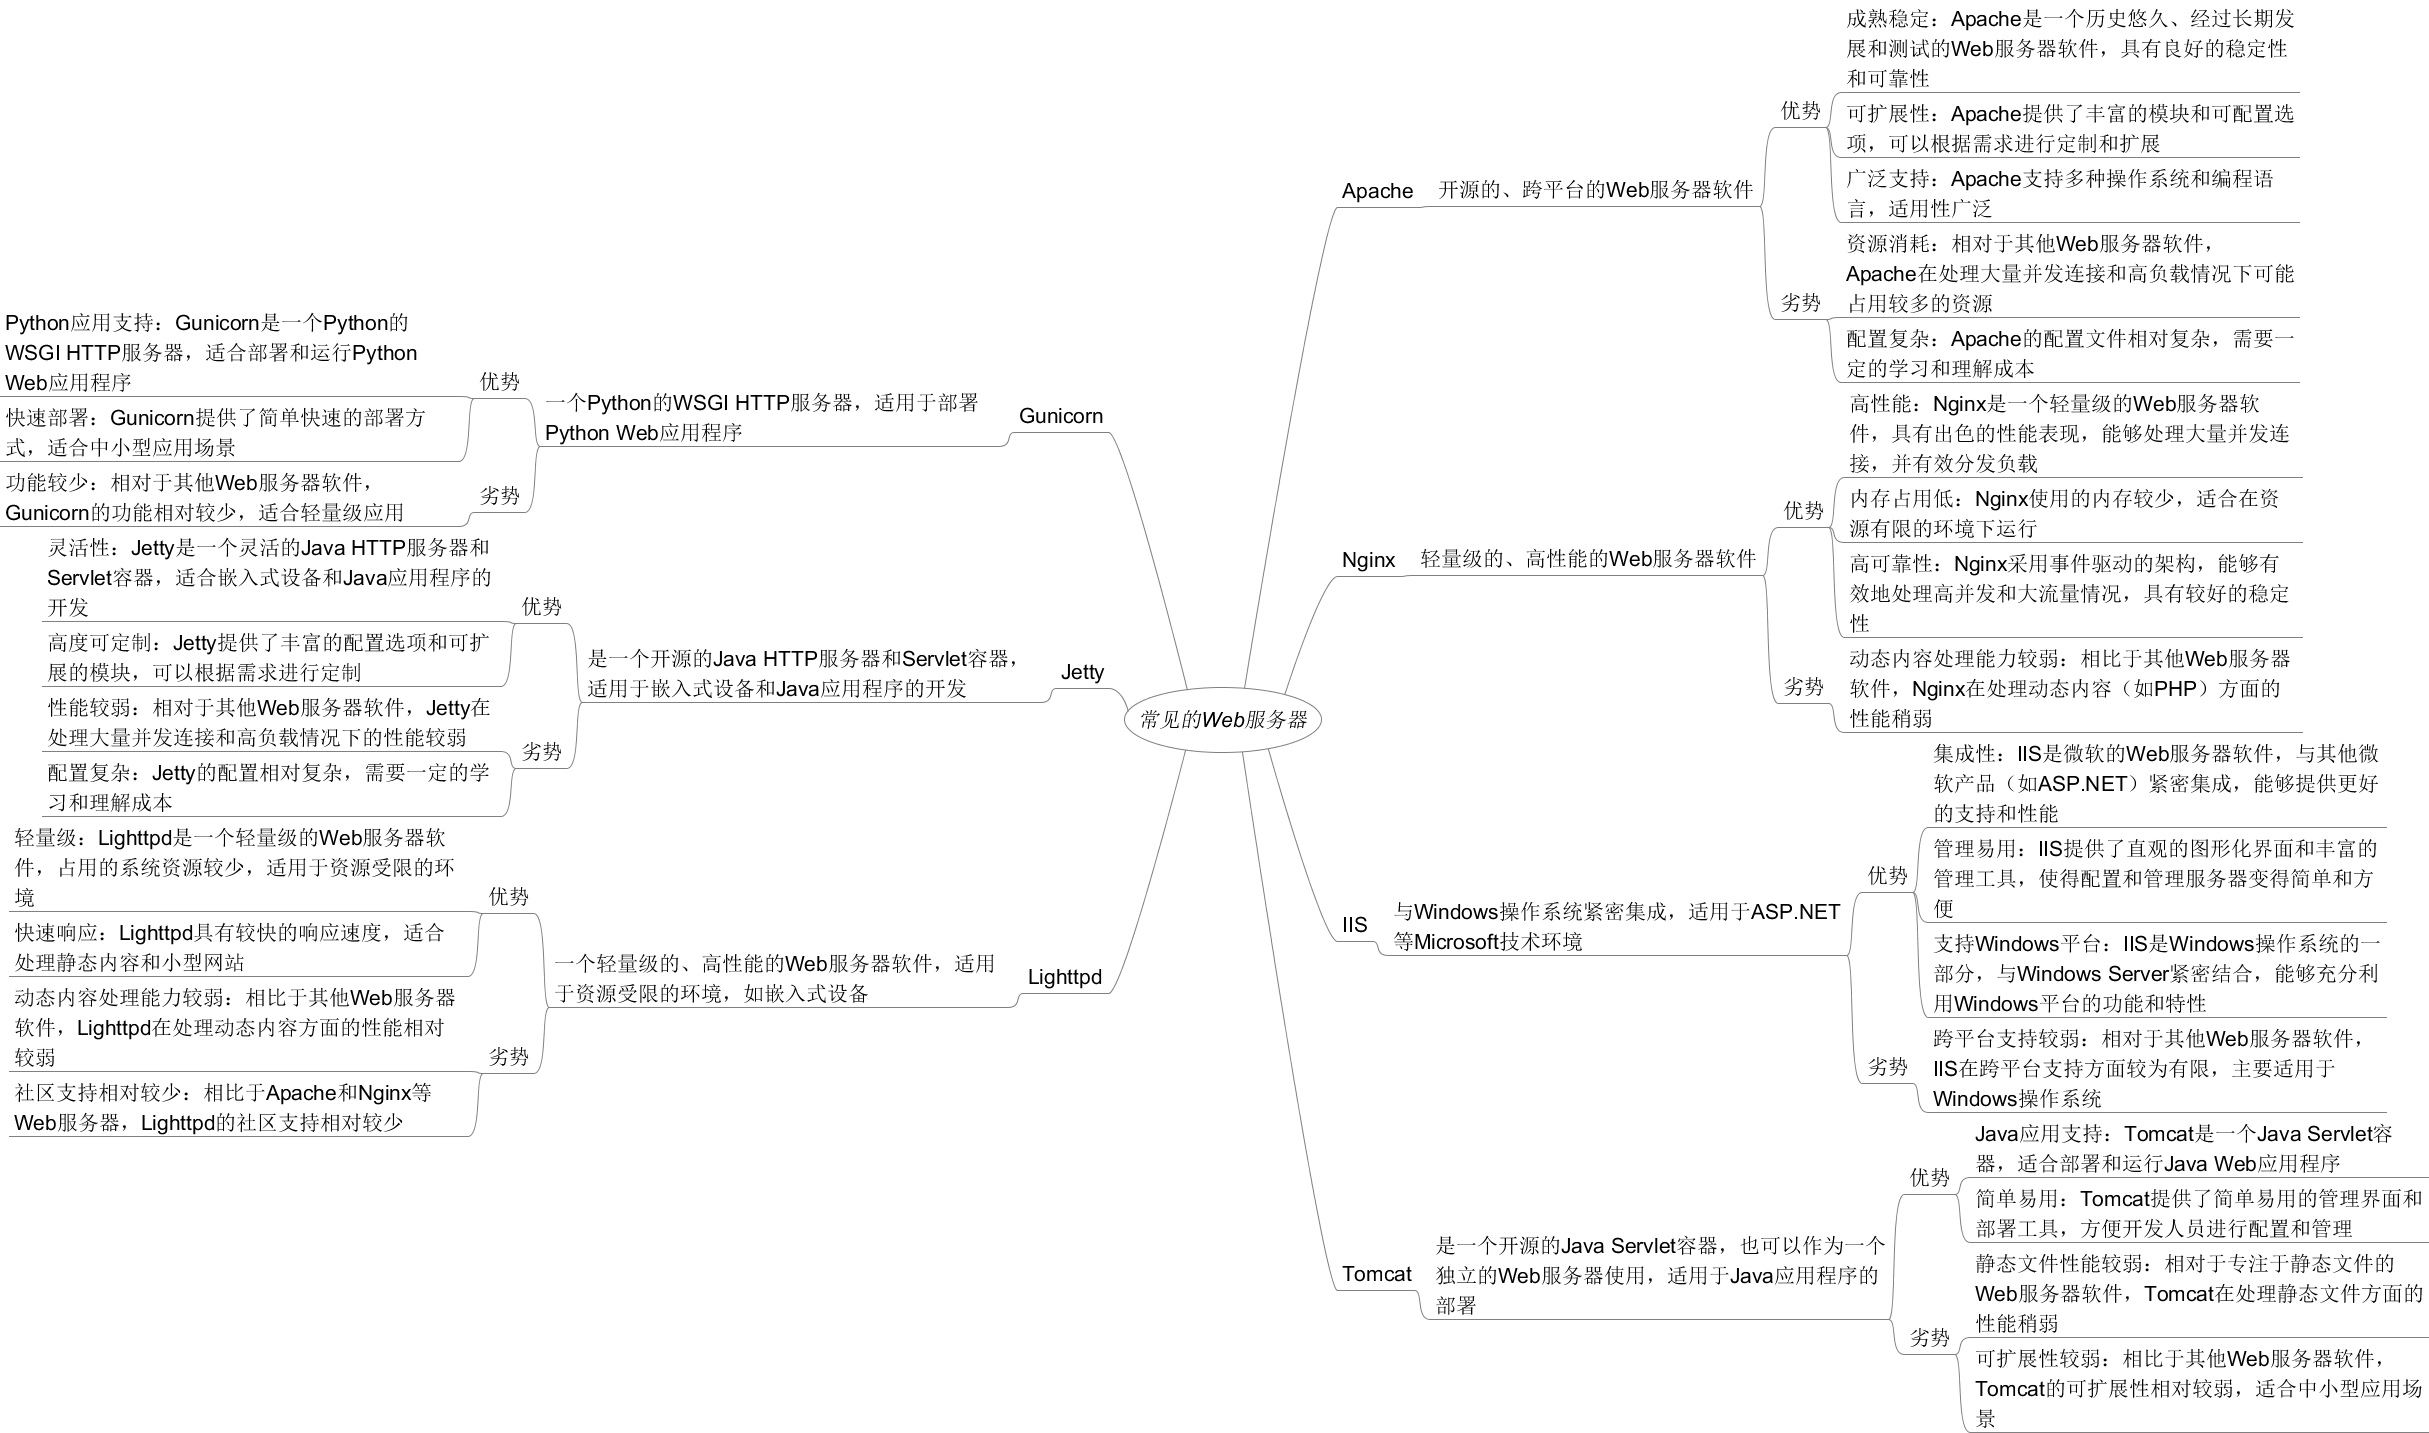 常见的Web服务器
Apache
开源的、跨平台的Web服务器软件
优势
成熟稳定：Apache是一个历史悠久、经过长期发
展和测试的Web服务器软件，具有良好的稳定性
和可靠性
可扩展性：Apache提供了丰富的模块和可配置选
项，可以根据需求进行定制和扩展
广泛支持：Apache支持多种操作系统和编程语
言，适用性广泛
劣势
资源消耗：相对于其他Web服务器软件，
Apache在处理大量并发连接和高负载情况下可能
占用较多的资源
配置复杂：Apache的配置文件相对复杂，需要一
定的学习和理解成本
Nginx
轻量级的、高性能的Web服务器软件
优势
高性能：Nginx是一个轻量级的Web服务器软
件，具有出色的性能表现，能够处理大量并发连
接，并有效分发负载
内存占用低：Nginx使用的内存较少，适合在资
源有限的环境下运行
高可靠性：Nginx采用事件驱动的架构，能够有
效地处理高并发和大流量情况，具有较好的稳定
性
劣势
动态内容处理能力较弱：相比于其他Web服务器
软件，Nginx在处理动态内容（如PHP）方面的
性能稍弱
IIS
与Windows操作系统紧密集成，适用于ASP.NET
等Microsoft技术环境
优势
集成性：IIS是微软的Web服务器软件，与其他微
软产品（如ASP.NET）紧密集成，能够提供更好
的支持和性能
管理易用：IIS提供了直观的图形化界面和丰富的
管理工具，使得配置和管理服务器变得简单和方
便
支持Windows平台：IIS是Windows操作系统的一
部分，与Windows Server紧密结合，能够充分利
用Windows平台的功能和特性
劣势
跨平台支持较弱：相对于其他Web服务器软件，
IIS在跨平台支持方面较为有限，主要适用于
Windows操作系统
Tomcat
是一个开源的Java Servlet容器，也可以作为一个
独立的Web服务器使用，适用于Java应用程序的
部署
优势
Java应用支持：Tomcat是一个Java Servlet容
器，适合部署和运行Java Web应用程序
简单易用：Tomcat提供了简单易用的管理界面和
部署工具，方便开发人员进行配置和管理
劣势
静态文件性能较弱：相对于专注于静态文件的
Web服务器软件，Tomcat在处理静态文件方面的
性能稍弱
可扩展性较弱：相比于其他Web服务器软件，
Tomcat的可扩展性相对较弱，适合中小型应用场
景
Gunicorn
一个Python的WSGI HTTP服务器，适用于部署
Python Web应用程序
优势
Python应用支持：Gunicorn是一个Python的
WSGI HTTP服务器，适合部署和运行Python
Web应用程序
快速部署：Gunicorn提供了简单快速的部署方
式，适合中小型应用场景
劣势
功能较少：相对于其他Web服务器软件，
Gunicorn的功能相对较少，适合轻量级应用
Jetty
是一个开源的Java HTTP服务器和Servlet容器，
适用于嵌入式设备和Java应用程序的开发
优势
灵活性：Jetty是一个灵活的Java HTTP服务器和
Servlet容器，适合嵌入式设备和Java应用程序的
开发
高度可定制：Jetty提供了丰富的配置选项和可扩
展的模块，可以根据需求进行定制
劣势
性能较弱：相对于其他Web服务器软件，Jetty在
处理大量并发连接和高负载情况下的性能较弱
配置复杂：Jetty的配置相对复杂，需要一定的学
习和理解成本
Lighttpd
一个轻量级的、高性能的Web服务器软件，适用
于资源受限的环境，如嵌入式设备
优势
轻量级：Lighttpd是一个轻量级的Web服务器软
件，占用的系统资源较少，适用于资源受限的环
境
快速响应：Lighttpd具有较快的响应速度，适合
处理静态内容和小型网站
劣势
动态内容处理能力较弱：相比于其他Web服务器
软件，Lighttpd在处理动态内容方面的性能相对
较弱
社区支持相对较少：相比于Apache和Nginx等
Web服务器，Lighttpd的社区支持相对较少